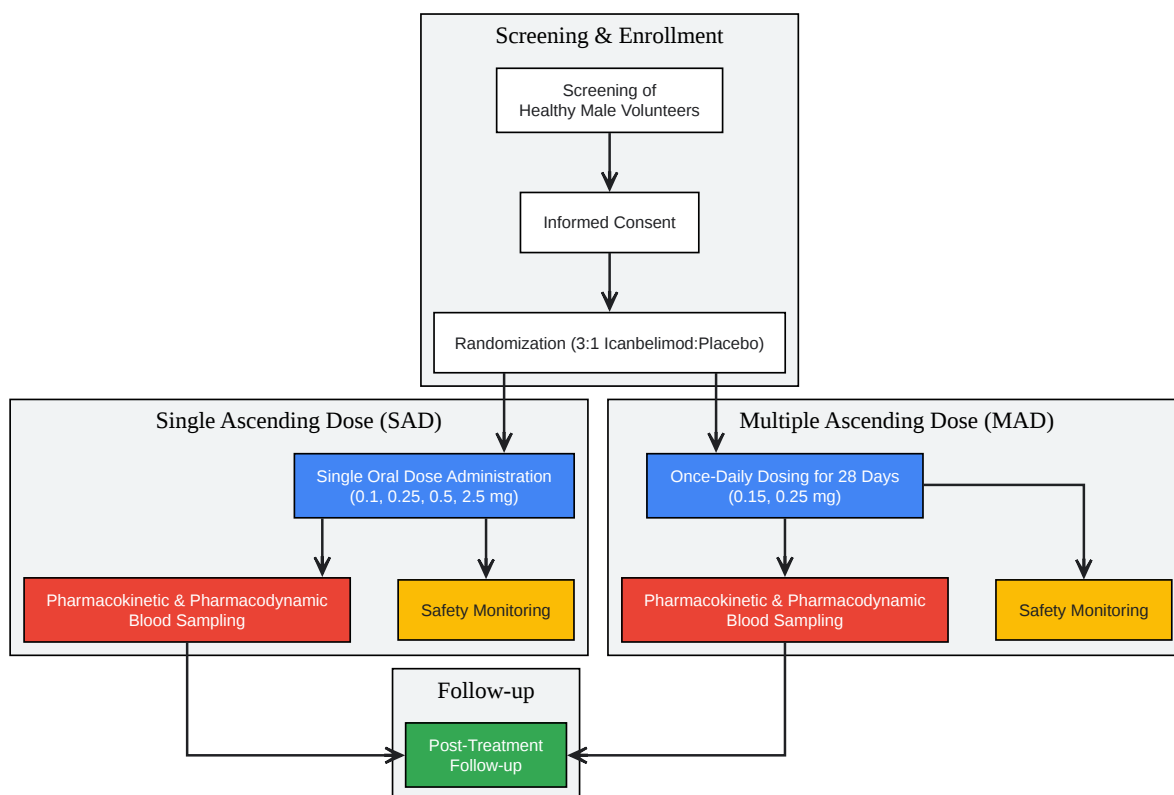 Screening & Enrollment
Screening of
Healthy Male Volunteers
Informed Consent
Randomization (3:1 Icanbelimod:Placebo)
Single Ascending Dose (SAD)
Single Oral Dose Administration
(0.1, 0.25, 0.5, 2.5 mg)
Pharmacokinetic & Pharmacodynamic
Blood Sampling
Safety Monitoring
Multiple Ascending Dose (MAD)
Once-Daily Dosing for 28 Days
(0.15, 0.25 mg)
Pharmacokinetic & Pharmacodynamic
Blood Sampling
Safety Monitoring
Follow-up
Post-Treatment
Follow-up